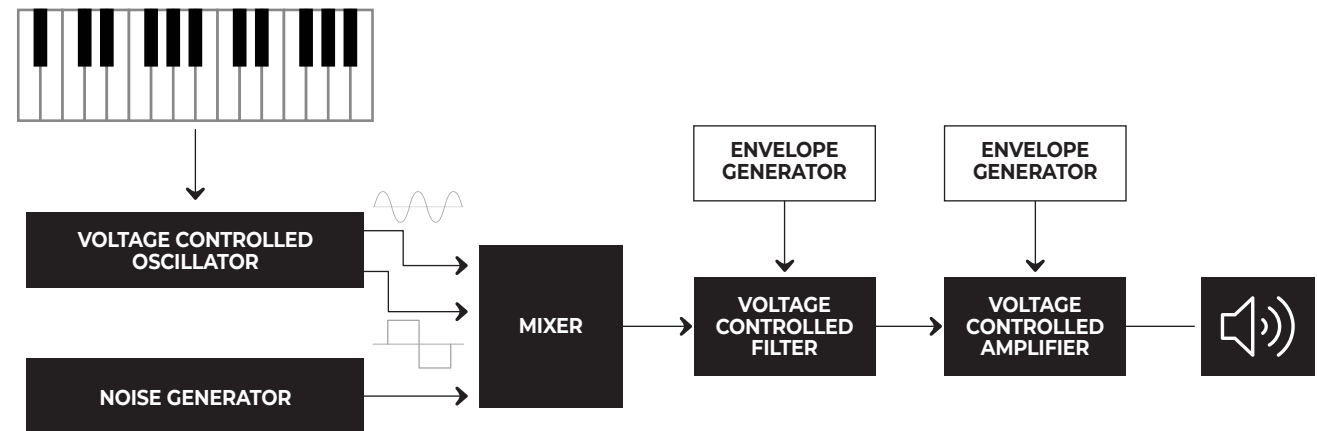 ENVELOPE
GENERATOR
ENVELOPE
GENERATOR
VOLTAGE CONTROLLED
OSCILLATOR
MIXER
VOLTAGE
CONTROLLED
FILTER
VOLTAGE
CONTROLLED
AMPLIFIER
NOISE GENERATOR